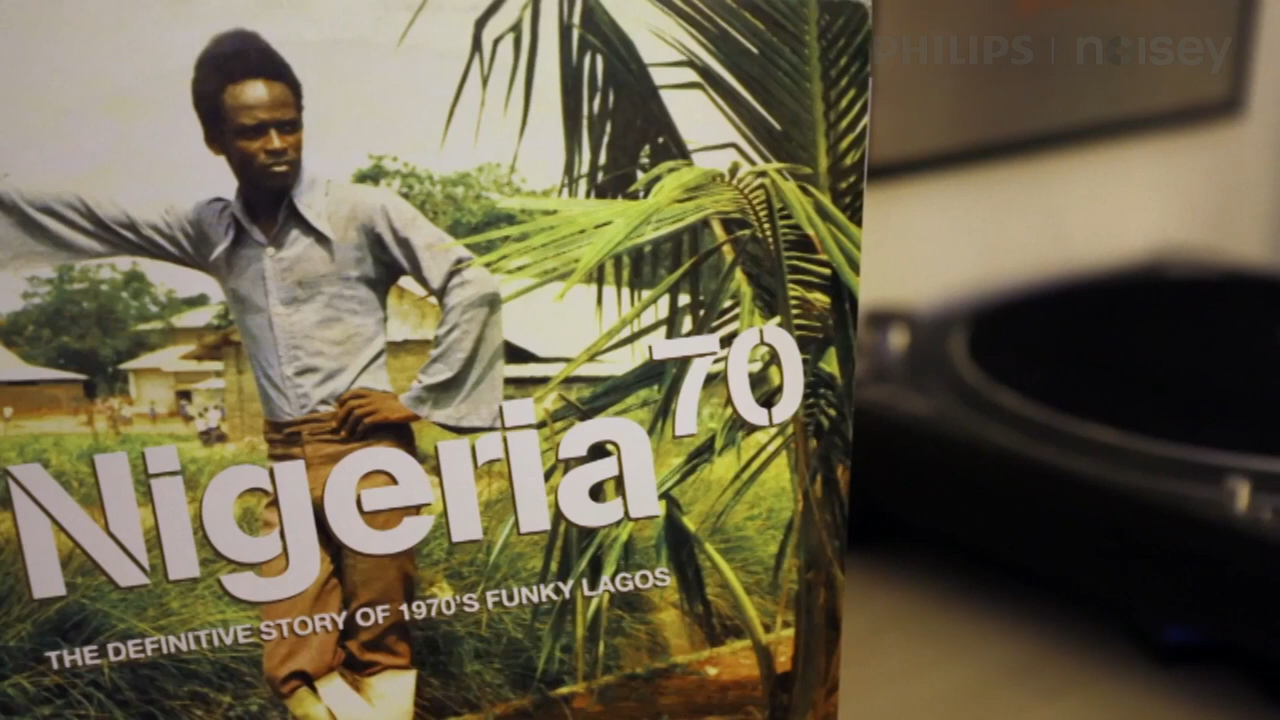 PHILIPS | noisey
Nigeria 70
THE DEFINITIVE STORY OF 1970'S FUNKY LAGOS